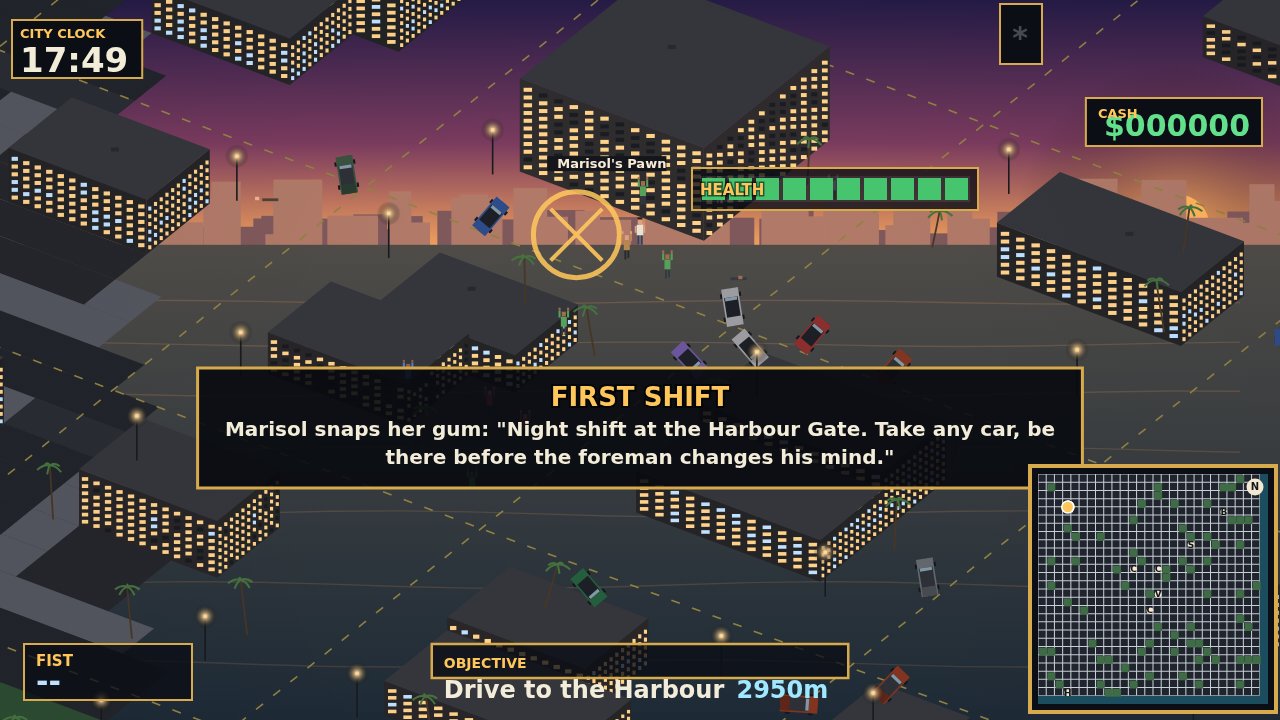 CITY CLOCK
17:49
*
CASH
$000000
Marisol's Pawn
HEALTH
FIRST SHIFT
Marisol snaps her gum: "Night shift at the Harbour Gate. Take any car, be
there before the foreman changes his mind."
N
FIST
--
OBJECTIVE
Drive to the Harbour 2950m